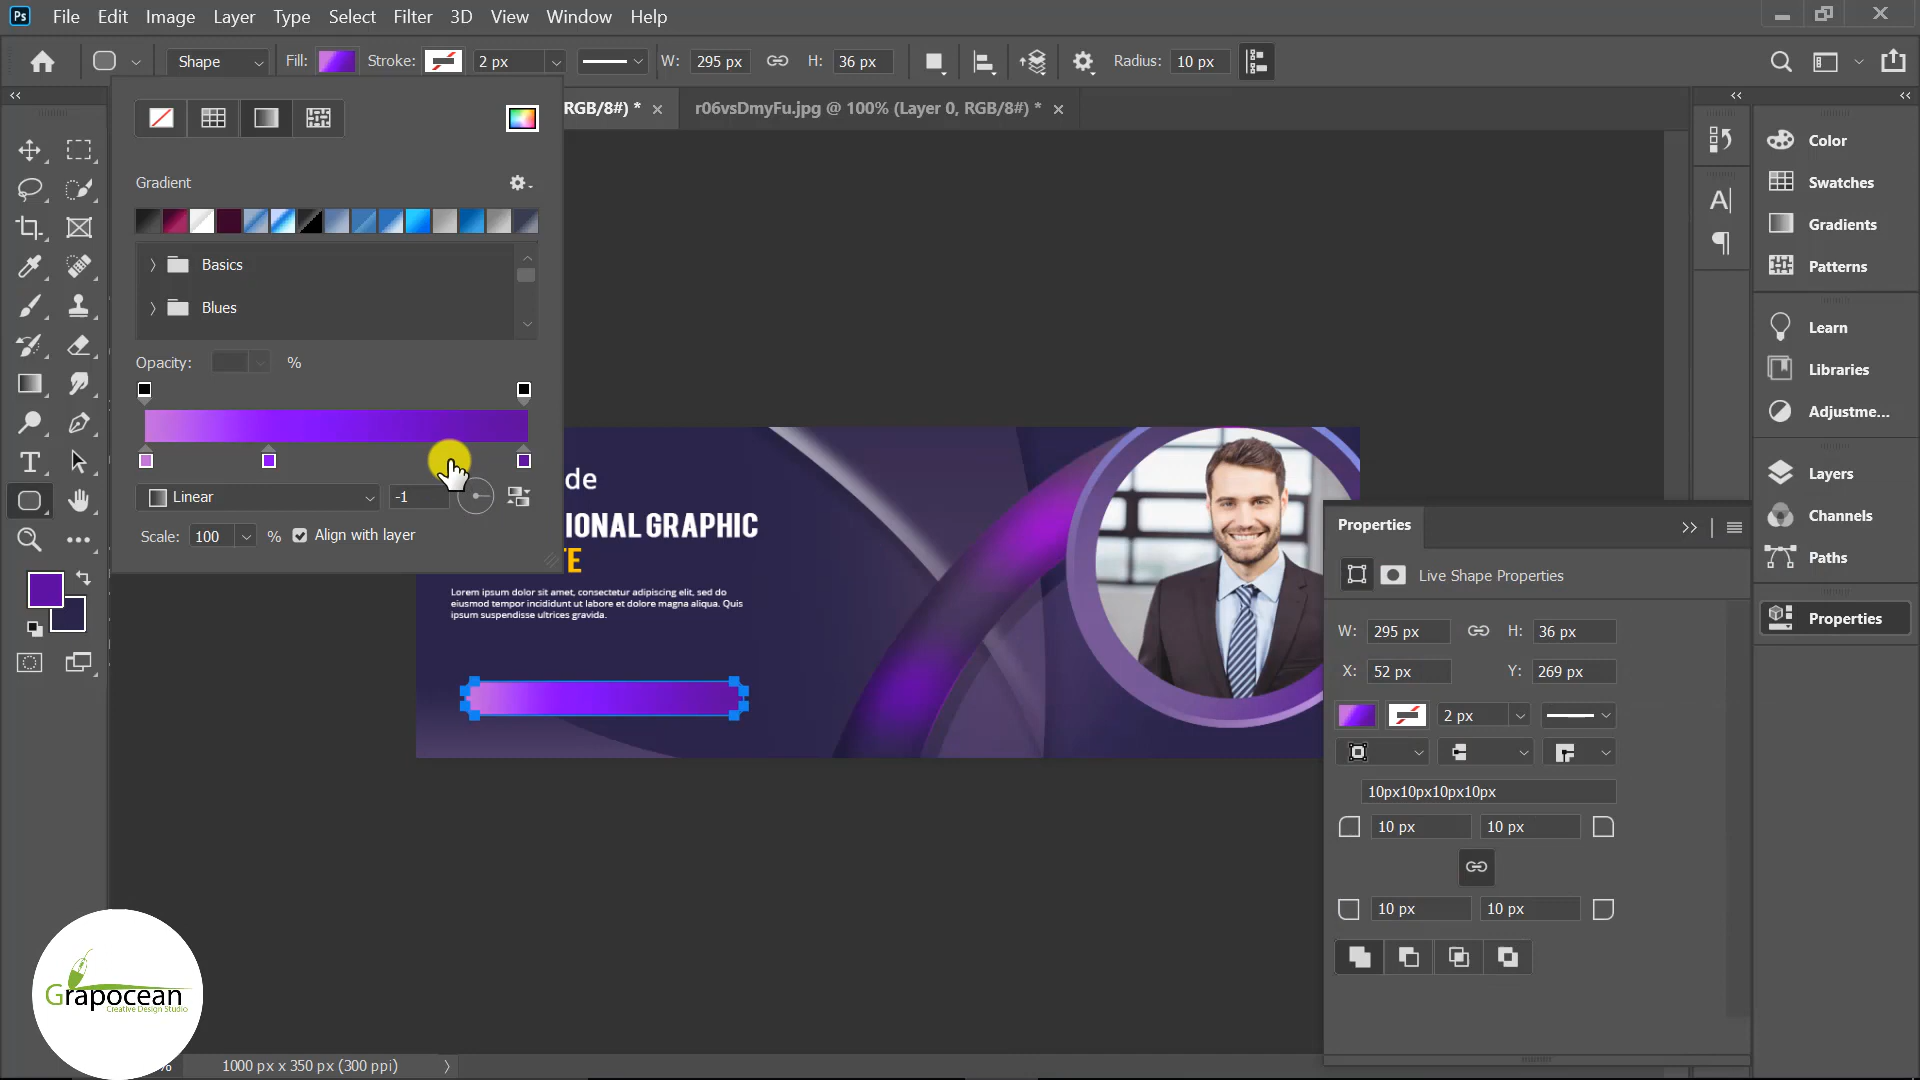 Ps File Edit Image Layer Type Select Filter 3D View Window Help
Shape Fill: Stroke: 2 px W: 295 px H: 36 px Radius: 10 px
RGB/8#) * × r06vsDmyFu.jpg @ 100% (Layer 0, RGB/8#) * ×
Gradient
Basics
Blues
Opacity: %
Linear -1
Scale: 100 % Align with layer
de
IONAL GRAPHIC
TE
Lorem ipsum dolor sit amet, consectetur adipiscing elit, sed do
eiusmod tempor incididunt ut labore et dolore magna aliqua. Quis
ipsum suspendisse ultrices gravida.
Color
Swatches
Gradients
Patterns
Learn
Libraries
Adjustme...
Layers
Channels
Paths
Properties
Properties
Live Shape Properties
W: 295 px H: 36 px
X: 52 px Y: 269 px
2 px
10px10px10px10px
10 px 10 px
10 px 10 px
Grapocean
Creative Design Studio
% 1000 px x 350 px (300 ppi)